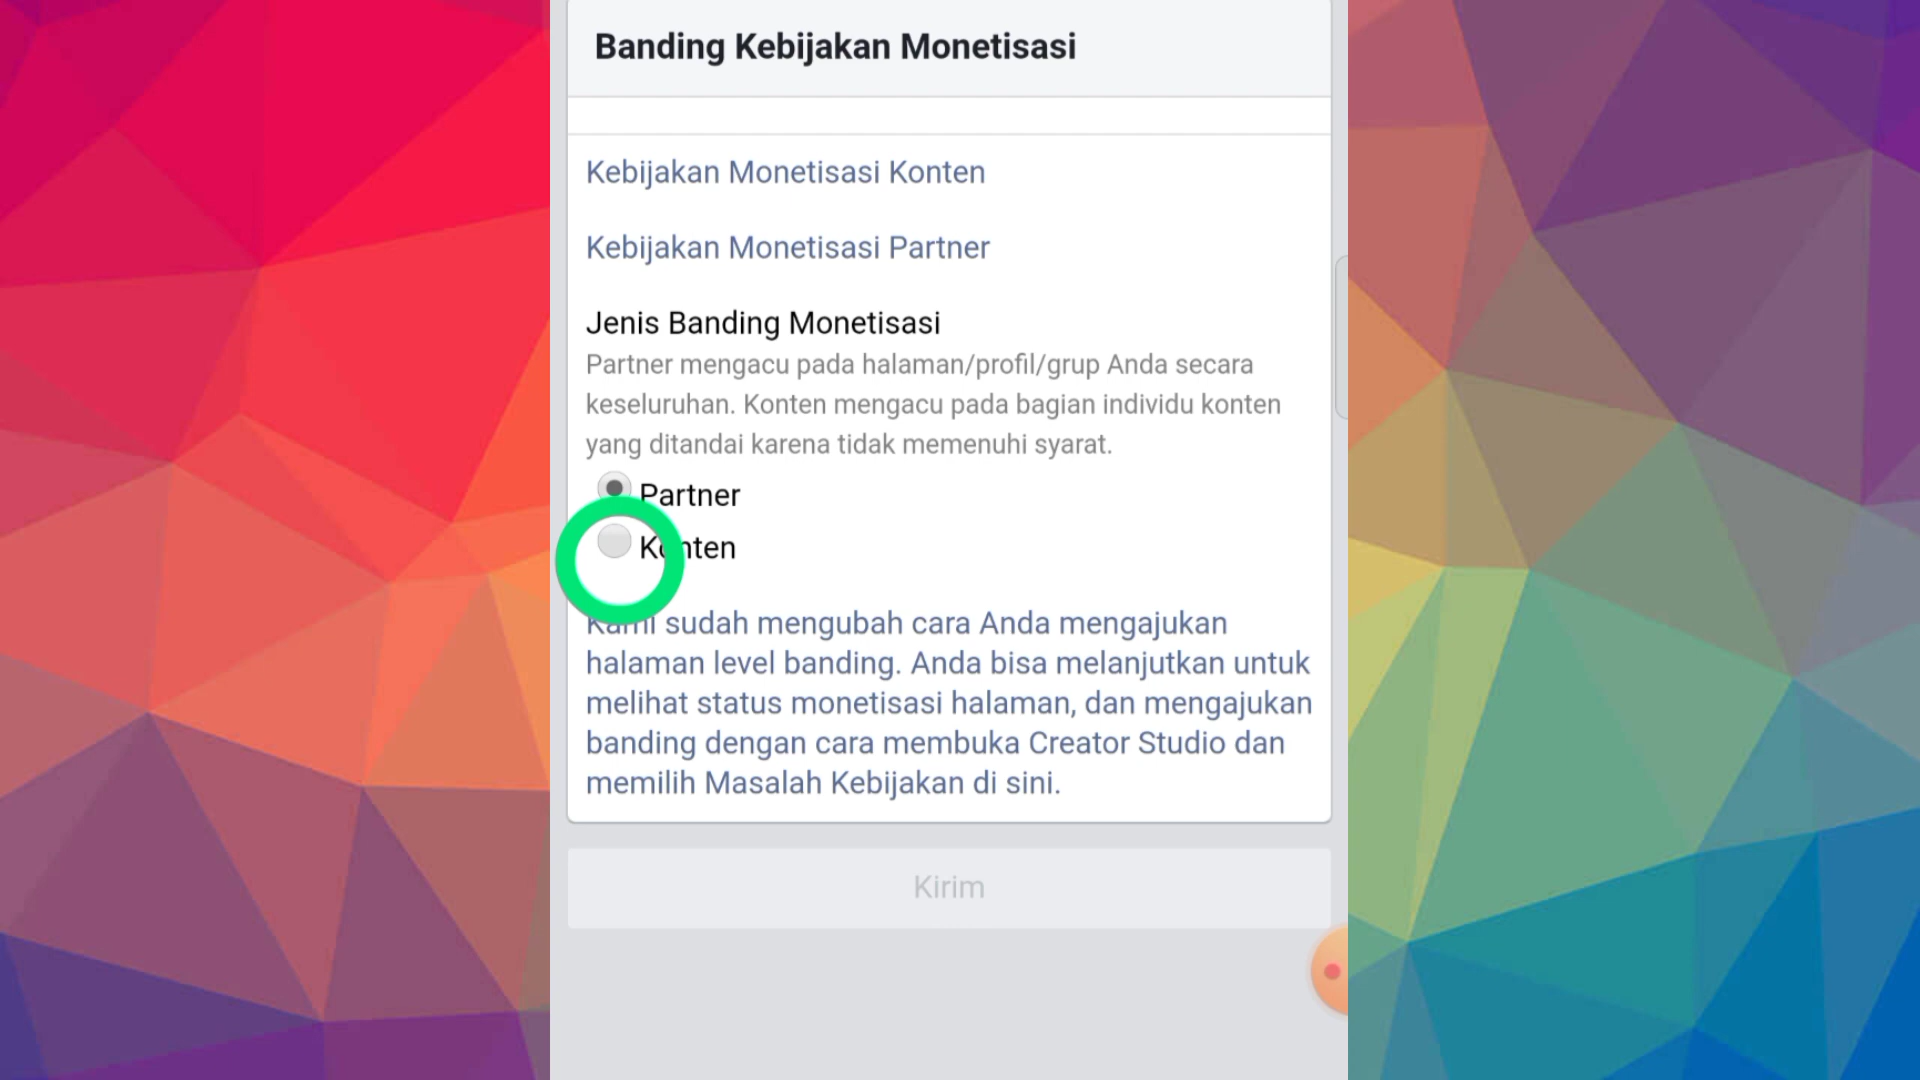 Banding Kebijakan Monetisasi
Kebijakan Monetisasi Konten
Kebijakan Monetisasi Partner
Jenis Banding Monetisasi
Partner mengacu pada halaman/profil/grup Anda secara
keseluruhan. Konten mengacu pada bagian individu konten
yang ditandai karena tidak memenuhi syarat.
Partner
Konten
Kami sudah mengubah cara Anda mengajukan
halaman level banding. Anda bisa melanjutkan untuk
melihat status monetisasi halaman, dan mengajukan
banding dengan cara membuka Creator Studio dan
memilih Masalah Kebijakan di sini.
Kirim